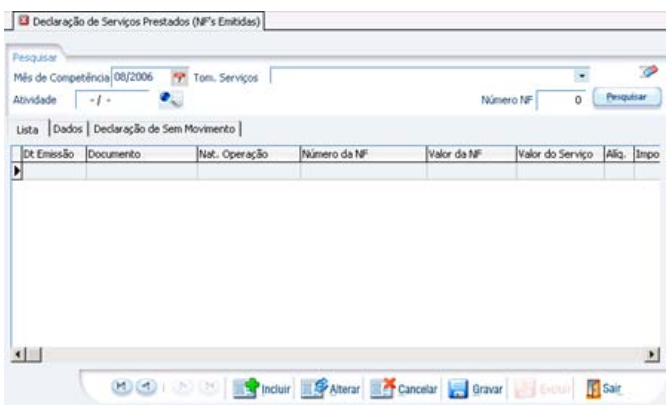 Declaração de Serviços Prestados (NF's Emitidas)
Pesquisar
Mês de Competência 08/2006 Tom. Serviços
Atividade - / - Número NF 0 Pesquisar
Lista Dados Declaração de Sem Movimento
Dt Emissão Documento Nat. Operação Número da NF Valor da NF Valor do Serviço Alíq. Impo
Incluir Alterar Cancelar Gravar Excluir Sair